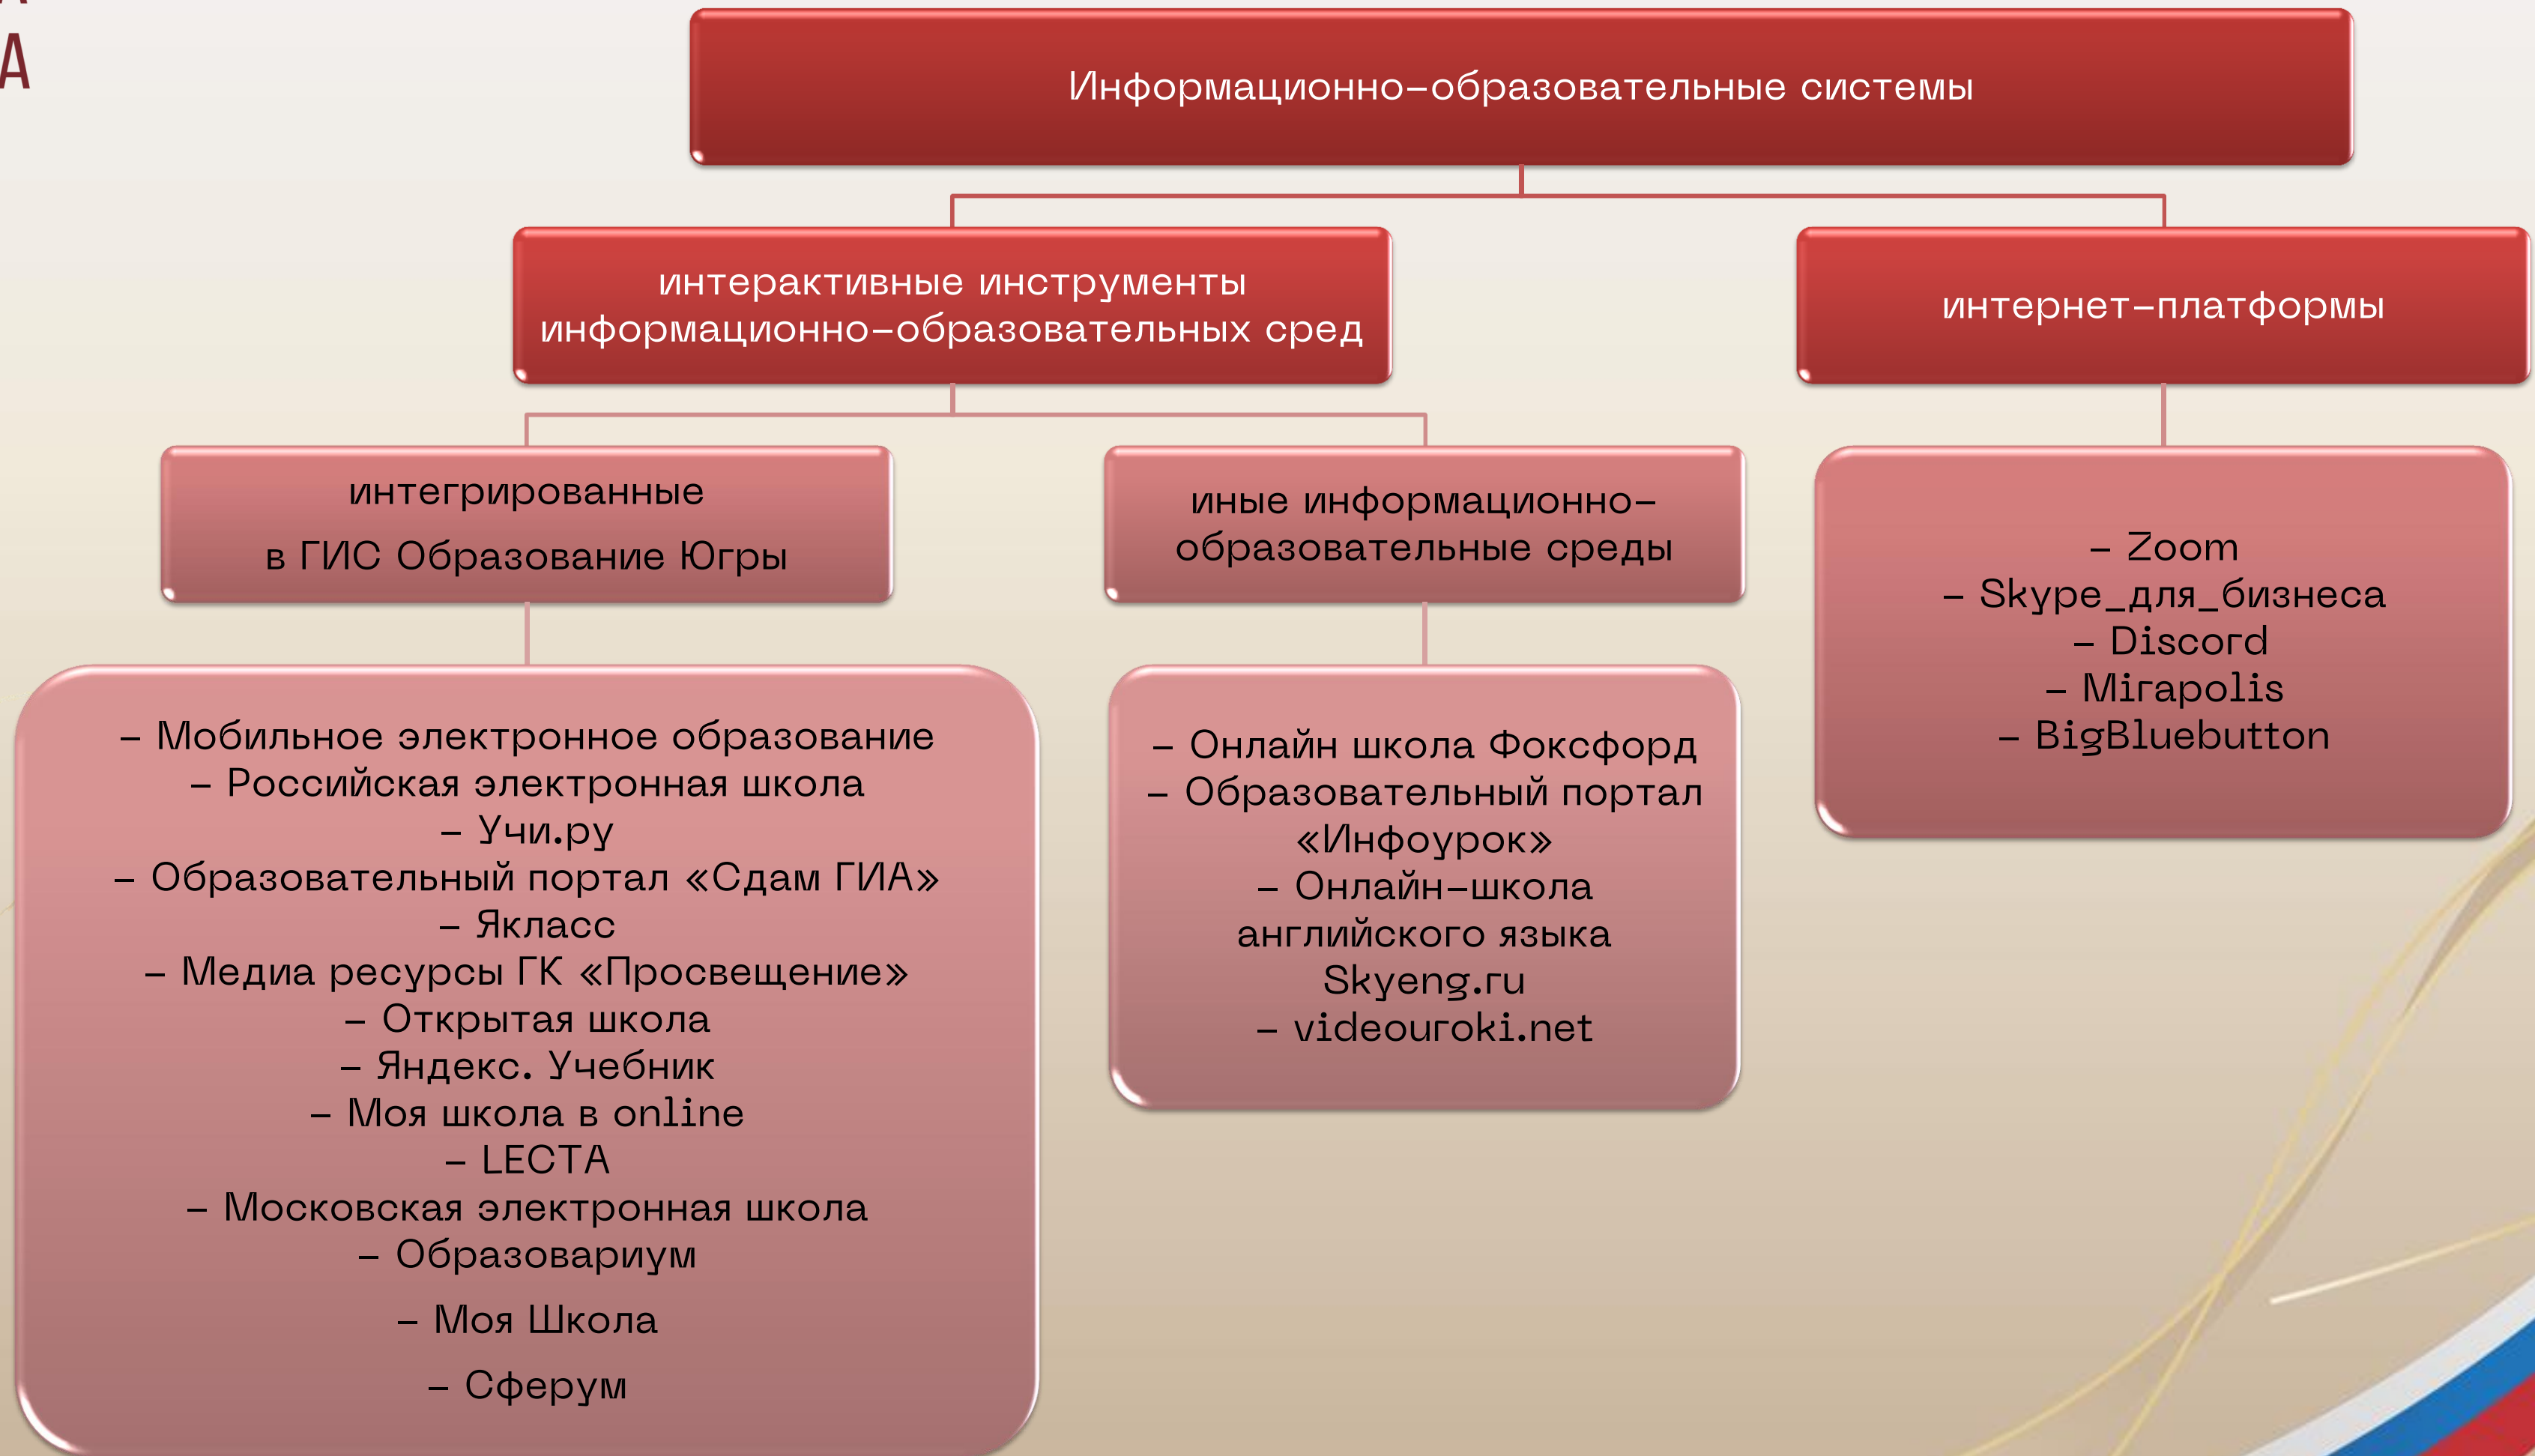 А
Информационно-образовательные системы
интерактивные инструменты
информационно-образовательных сред
интернет-платформы
интегрированные
в ГИС Образование Югры
иные информационно-
образовательные среды
- Zoom
- Skype_для_бизнеса
- Discord
- Mirapolis
- BigBluebutton
- Мобильное электронное образование
- Российская электронная школа
- Учи.ру
- Образовательный портал «Сдам ГИА»
- Якласс
- Медиа ресурсы ГК «Просвещение»
- Открытая школа
- Яндекс. Учебник
- Моя школа в online
- LECTA
- Московская электронная школа
- Образовариум
- Моя Школа
- Сферум
- Онлайн школа Фоксфорд
- Образовательный портал
«Инфоурок»
- Онлайн-школа
английского языка
Skyeng.ru
- videouroki.net